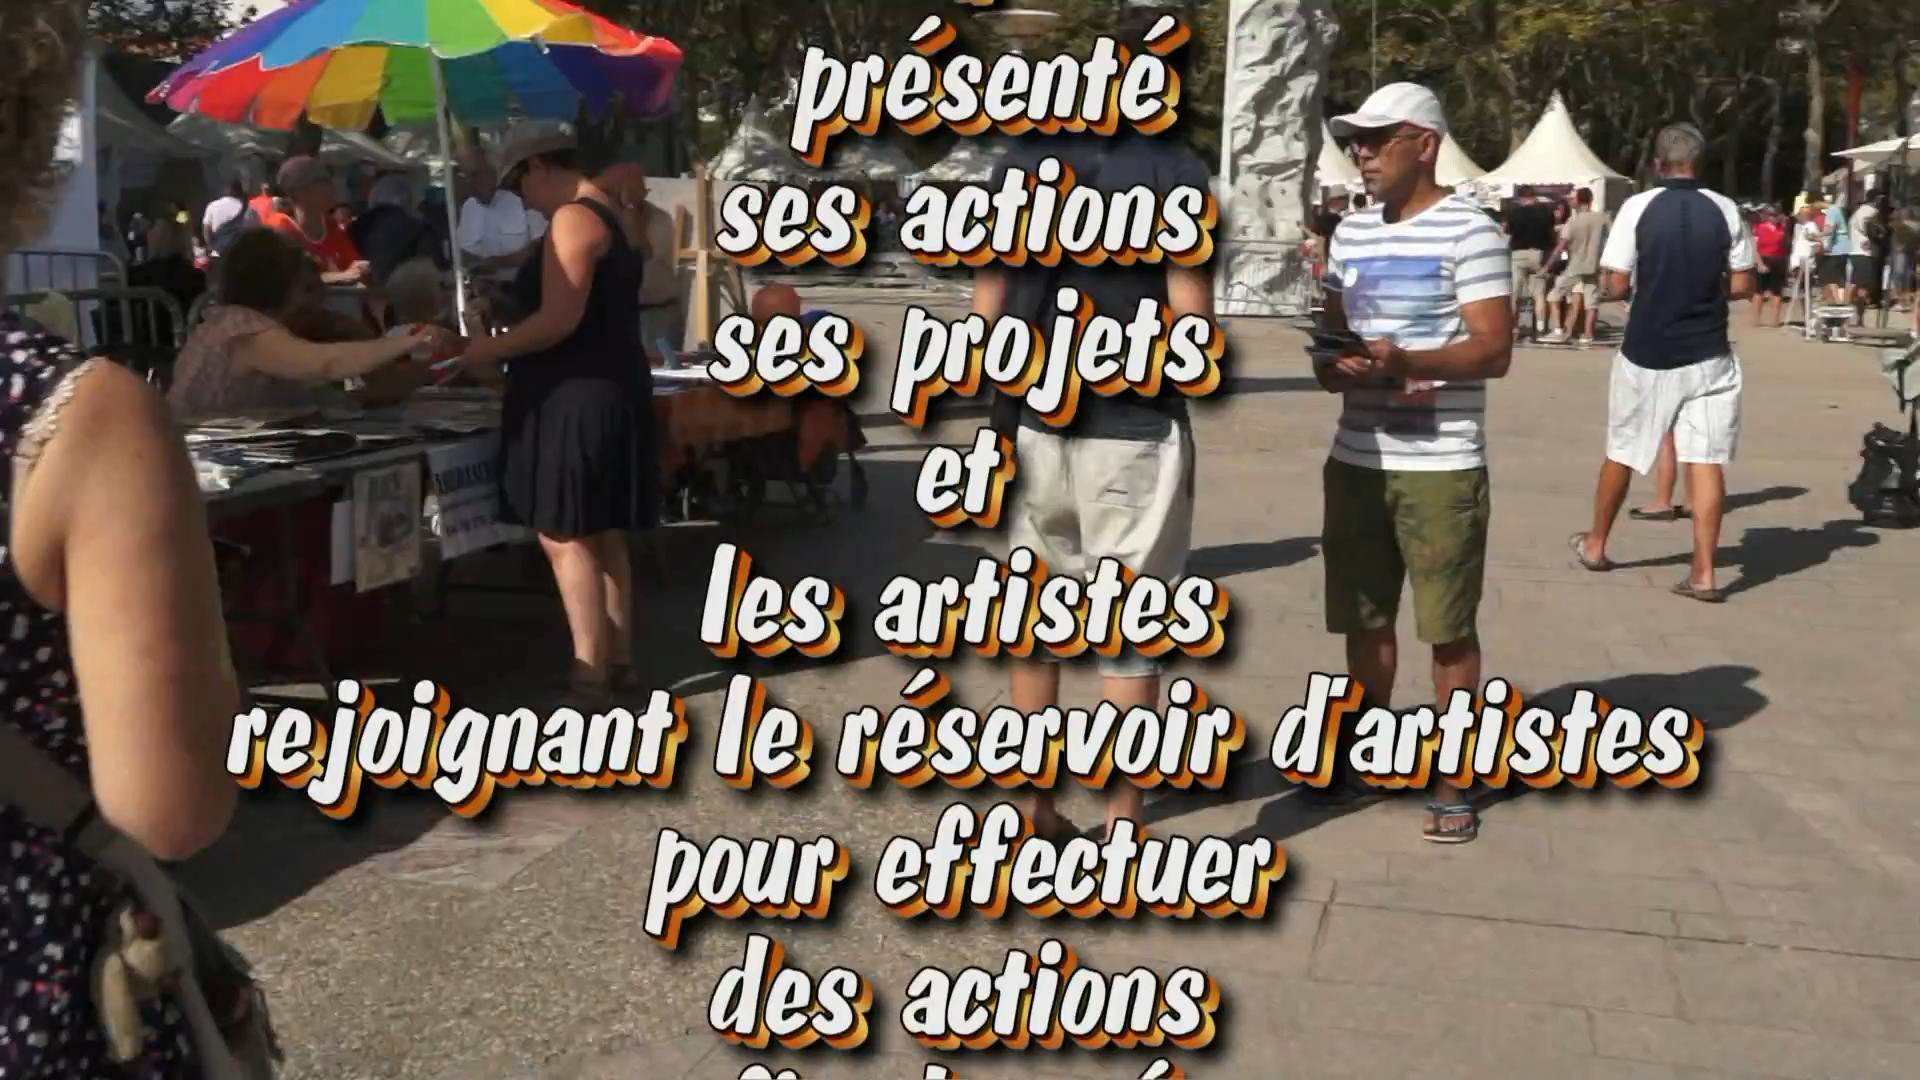 présenté
ses actions
ses projets
et
les artistes
rejoignant le réservoir d'artistes
pour effectuer
des actions